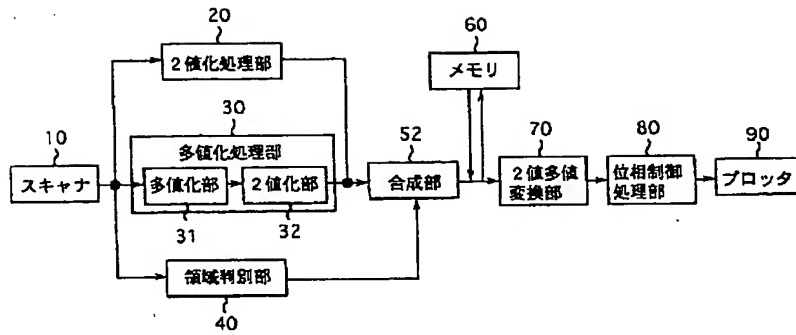 20
2値化処理部
60
メモリ
10
スキャナ
30
多値化処理部
多値化部
2値化部
31
32
52
合成部
70
2値多値
変換部
80
位相制御
処理部
90
プロッタ
領域判別部
40